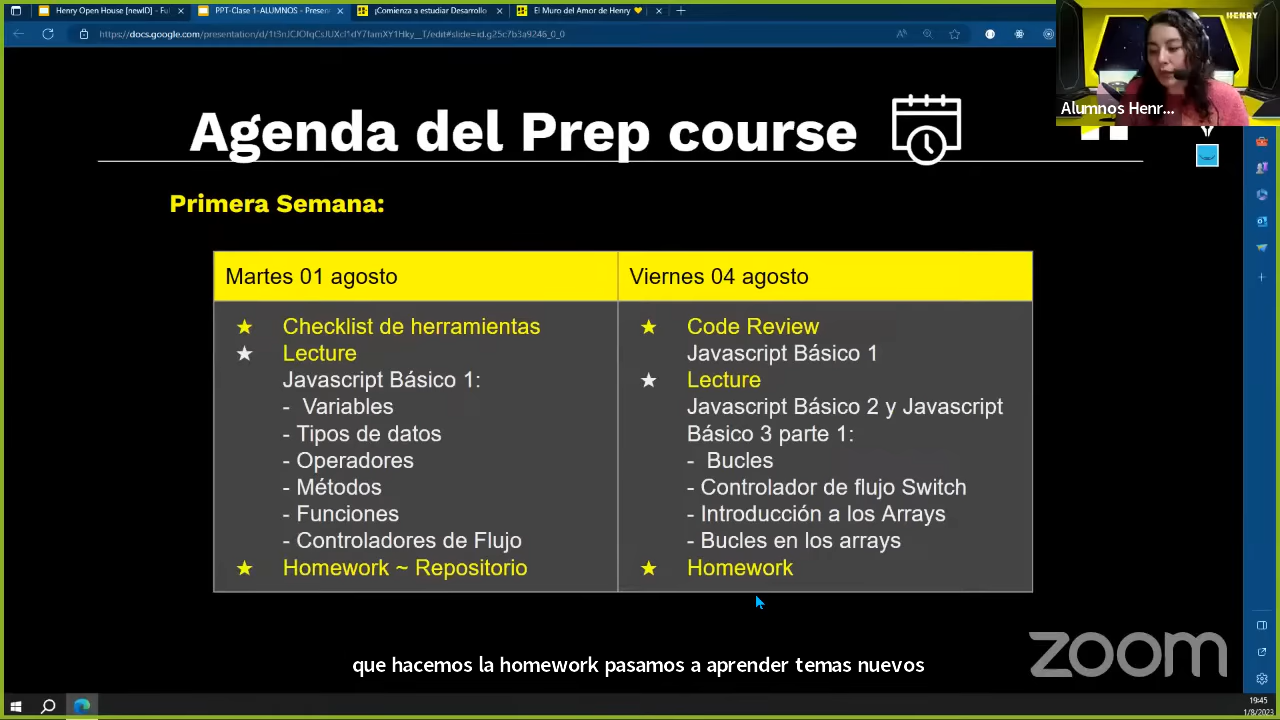 Henry Open House [newID] - Ful
PPT-Clase 1-ALUMNOS - Presen
¡Comienza a estudiar Desarrollo
El Muro del Amor de Henry
HENRY
Alumnos Henr...
Agenda del Prep course
Primera Semana:
Martes 01 agosto
Checklist de herramientas
Lecture
Javascript Básico 1:
- Variables
- Tipos de datos
- Operadores
- Métodos
- Funciones
- Controladores de Flujo
Homework ~ Repositorio
Viernes 04 agosto
Code Review
Javascript Básico 1
Lecture
Javascript Básico 2 y Javascript
Básico 3 parte 1:
- Bucles
- Controlador de flujo Switch
- Introducción a los Arrays
- Bucles en los arrays
Homework
zoom
que hacemos la homework pasamos a aprender temas nuevos
19:45
1/8/2023